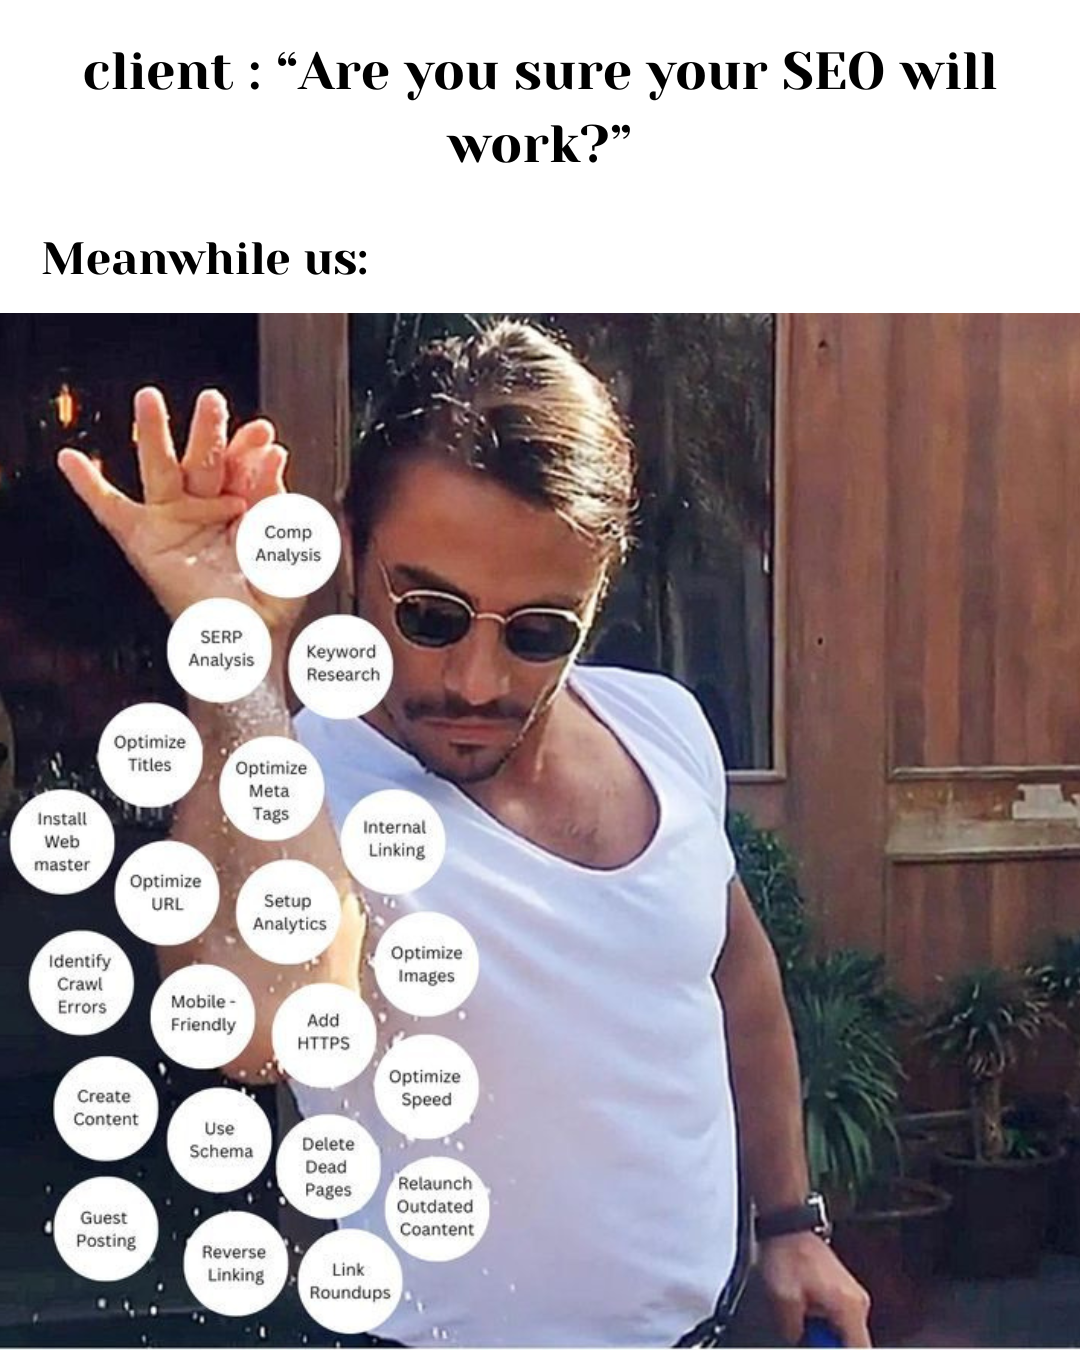 client : “Are you sure your SEO will
work?”
Meanwhile us:
Comp
Analysis
SERP
Analysis
Keyword
Research
Optimize
Titles
Optimize
Meta
Tags
Install
Web
master
Internal
Linking
Optimize
URL
Setup
Analytics
Identify
Crawl
Errors
Optimize
Images
Mobile -
Friendly
Add
HTTPS
Create
Content
Optimize
Speed
Use
Schema
Delete
Dead
Pages
Relaunch
Outdated
Coantent
Guest
Posting
Reverse
Linking
Link
Roundups